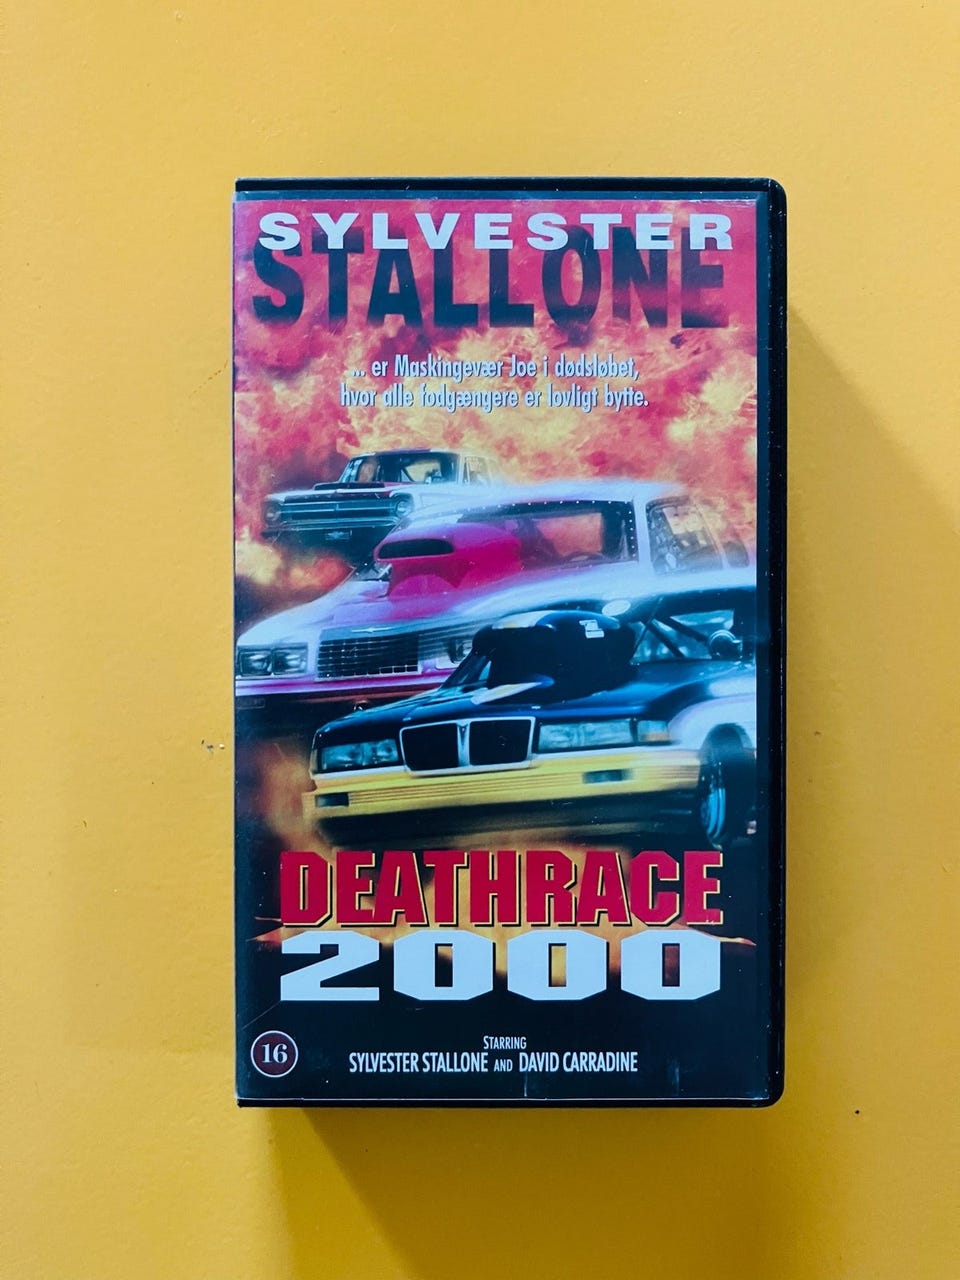 SYLVESTER
STALLONE
... er Maskingevær Joe i dødsløbet,
hvor alle fodgængere er lovligt bytte.
DEATHRACE
2000
16
STARRING
SYLVESTER STALLONE AND DAVID CARRADINE